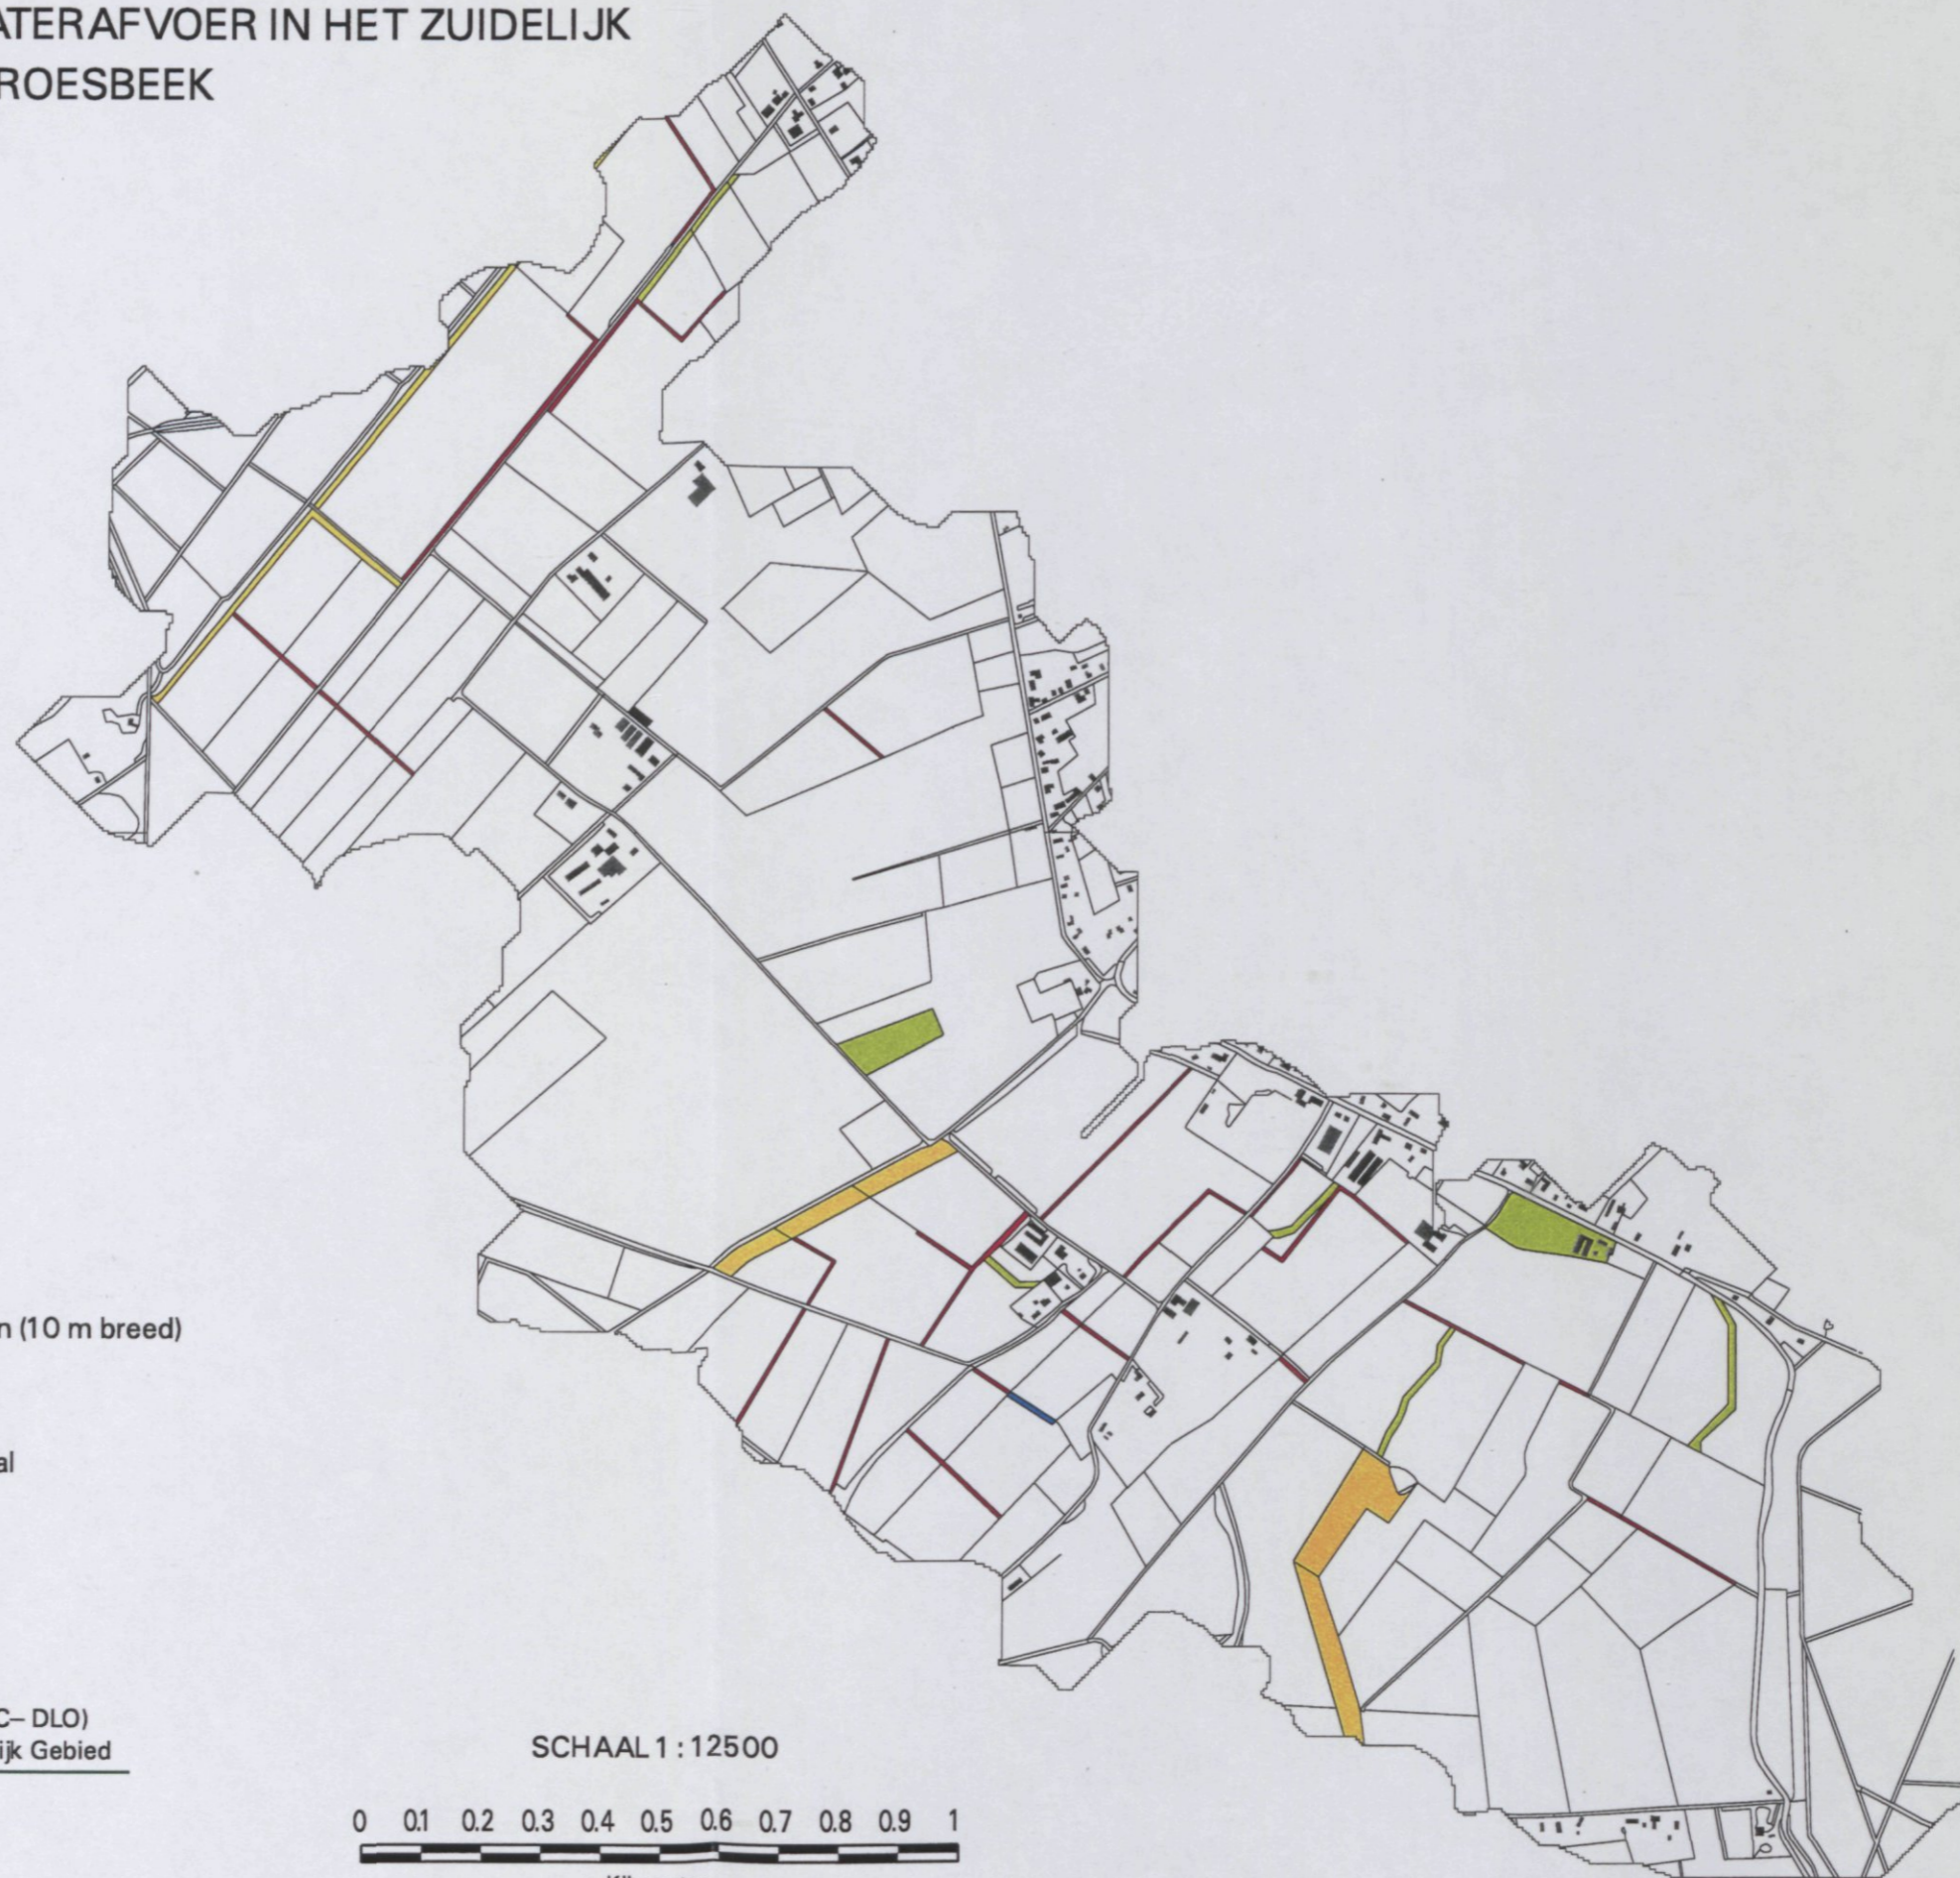 ATERAFVOER IN HET ZUIDELIJK
ROESBEEK
n (10 m breed)
al
C– DLO)
ijk Gebied
SCHAAL 1 : 12500
0 0.1 0.2 0.3 0.4 0.5 0.6 0.7 0.8 0.9 1